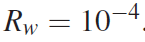 R_w = 10^{-4}.